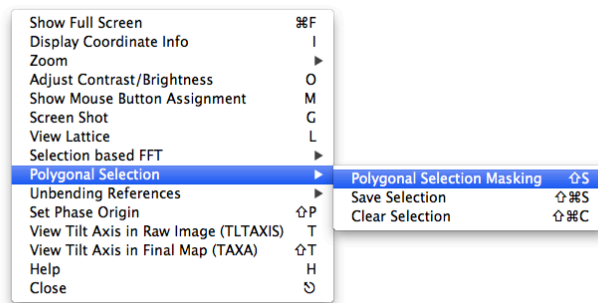 Show Full Screen ⌘F
Display Coordinate Info I
Zoom ▶
Adjust Contrast/Brightness O
Show Mouse Button Assignment M
Screen Shot G
View Lattice L
Selection based FFT ▶
Polygonal Selection ▶
Polygonal Selection Masking ⇧S
Save Selection ⇧⌘S
Clear Selection ⇧⌘C
Unbending References ▶
Set Phase Origin ⇧P
View Tilt Axis in Raw Image (TLTAXIS) T
View Tilt Axis in Final Map (TAXA) ⇧T
Help H
Close ⎋